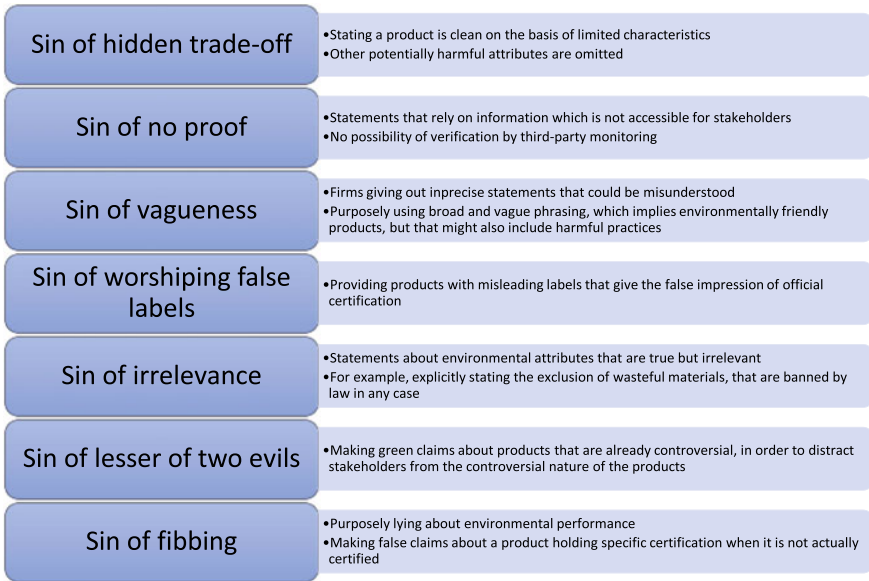 Sin of hidden trade-off
•Stating a product is clean on the basis of limited characteristics
•Other potentially harmful attributes are omitted
Sin of no proof
•Statements that rely on information which is not accessible for stakeholders
•No possibility of verification by third-party monitoring
Sin of vagueness
•Firms giving out inprecise statements that could be misunderstood
•Purposely using broad and vague phrasing, which implies environmentally friendly
products, but that might also include harmful practices
Sin of worshiping false
labels
•Providing products with misleading labels that give the false impression of official
certification
Sin of irrelevance
•Statements about environmental attributes that are true but irrelevant
•For example, explicitly stating the exclusion of wasteful materials, that are banned by
law in any case
Sin of lesser of two evils
•Making green claims about products that are already controversial, in order to distract
stakeholders from the controversial nature of the products
Sin of fibbing
•Purposely lying about environmental performance
•Making false claims about a product holding specific certification when it is not actually
certified